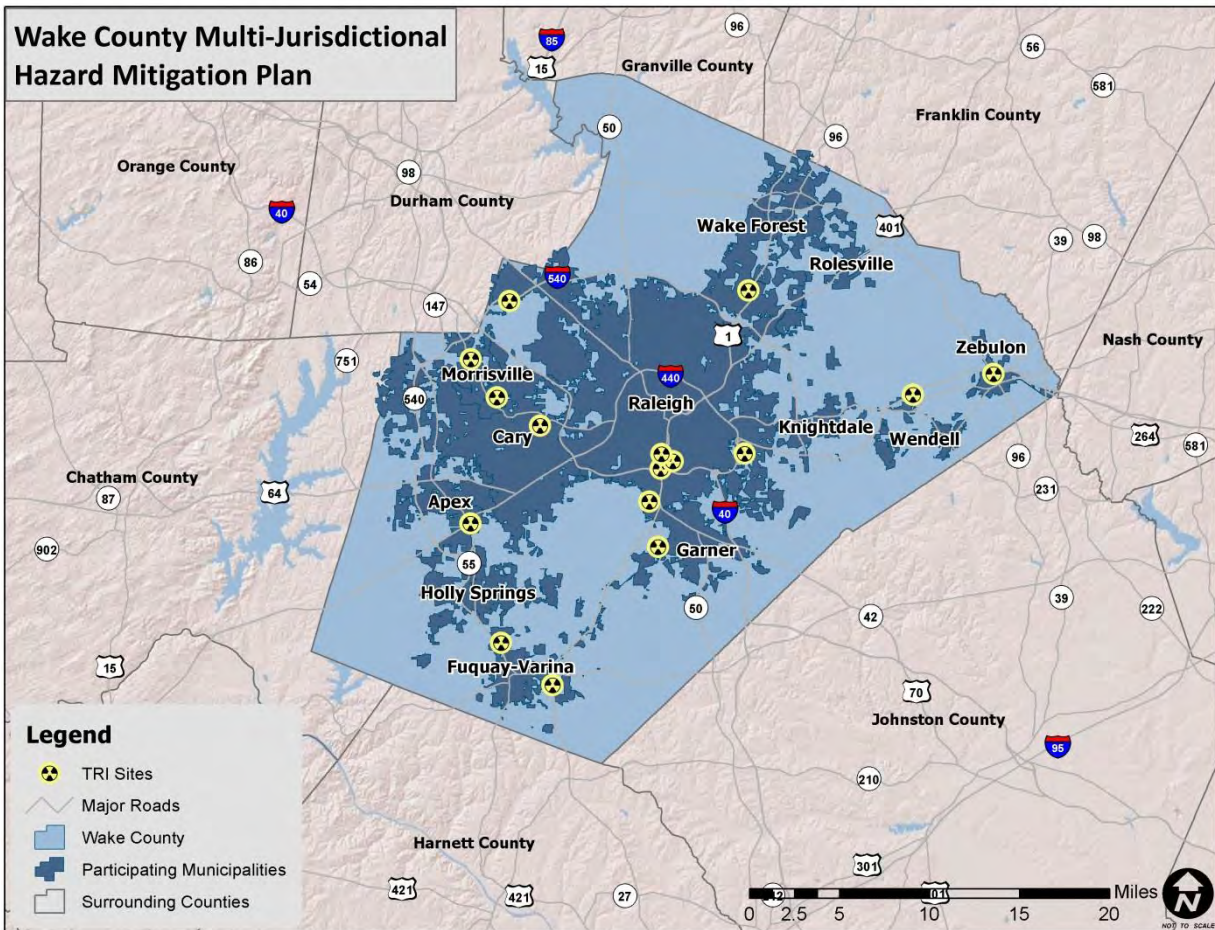 Wake County Multi-Jurisdictional
Hazard Mitigation Plan
85
15
96
Granville County
56
581
Franklin County
50
96
Orange County
98
Durham County
40
Wake Forest
401
39
98
86
54
Rolesville
540
147
1
Nash County
751
Zebulon
Morrisville
440
540
Raleigh
Cary
Knightdale
Wendell
264
581
96
Chatham County
87
64
231
Apex
40
902
Garner
55
Holly Springs
50
39
222
42
15
Fuquay-Varina
70
Johnston County
95
210
Legend
TRI Sites
Major Roads
Wake County
Participating Municipalities
Surrounding Counties
Harnett County
301
421
421
27
Miles
0 2.5 5 10 15 20
N
NOT TO SCALE